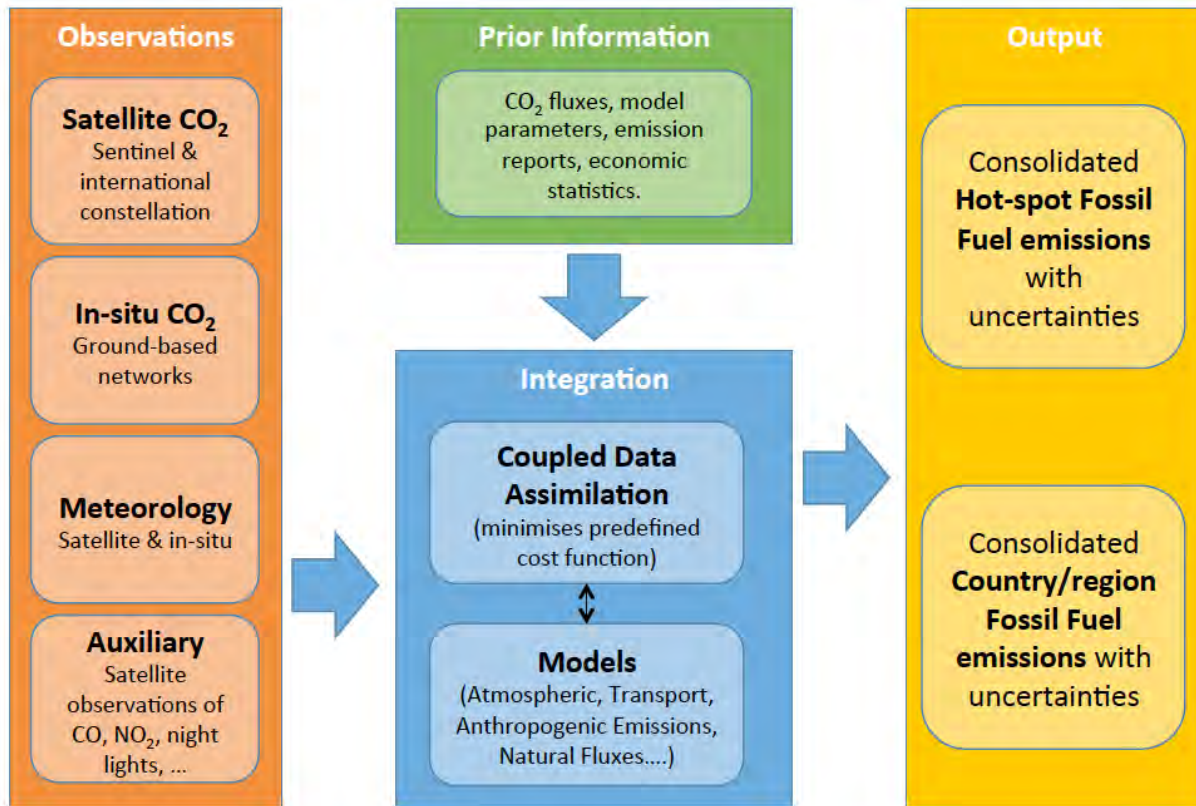 Observations
Satellite CO₂
Sentinel &
international
constellation
In-situ CO₂
Ground-based
networks
Meteorology
Satellite & in-situ
Auxiliary
Satellite
observations of
CO, NO₂, night
lights, ...
Prior Information
CO₂ fluxes, model
parameters, emission
reports, economic
statistics.
Integration
Coupled Data
Assimilation
(minimises predefined
cost function)
Models
(Atmospheric, Transport,
Anthropogenic Emissions,
Natural Fluxes....)
Output
Consolidated
Hot-spot Fossil
Fuel emissions
with
uncertainties
Consolidated
Country/region
Fossil Fuel
emissions with
uncertainties